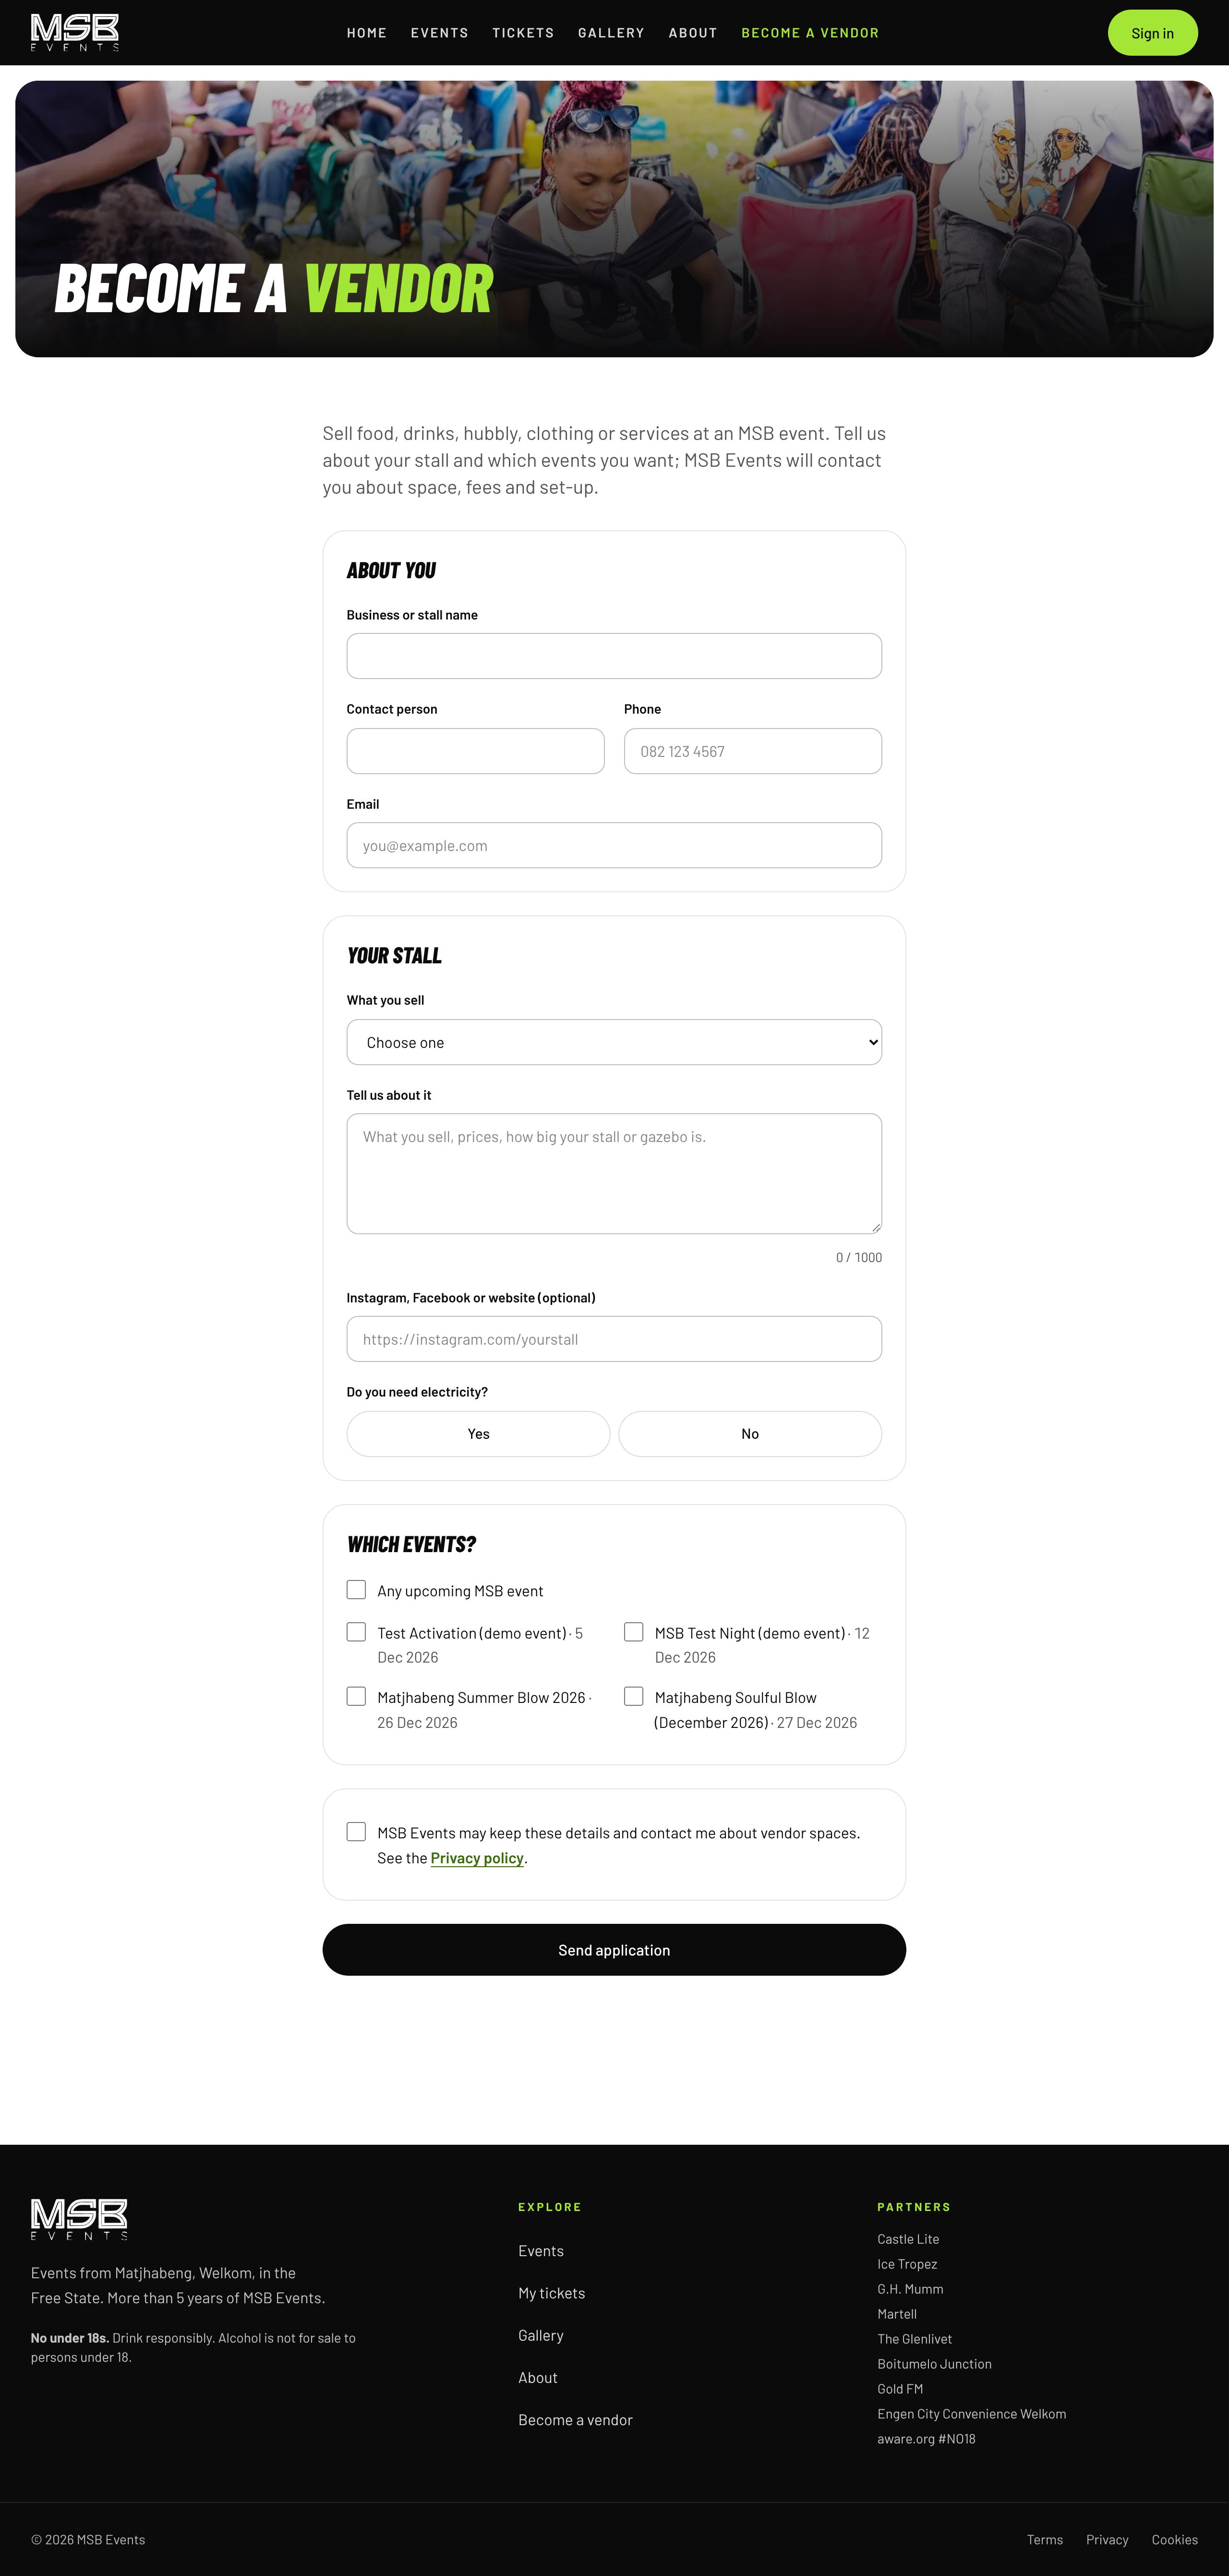 MSB
EVENTS
HOME EVENTS TICKETS GALLERY ABOUT BECOME A VENDOR
Sign in
BECOME A VENDOR
Sell food, drinks, hubbly, clothing or services at an MSB event. Tell us
about your stall and which events you want; MSB Events will contact
you about space, fees and set-up.
ABOUT YOU
Business or stall name
Contact person
Phone
082 123 4567
Email
you@example.com
YOUR STALL
What you sell
Choose one
Tell us about it
What you sell, prices, how big your stall or gazebo is.
0 / 1000
Instagram, Facebook or website (optional)
https://instagram.com/yourstall
Do you need electricity?
Yes
No
WHICH EVENTS?
Any upcoming MSB event
Test Activation (demo event) · 5
Dec 2026
MSB Test Night (demo event) · 12
Dec 2026
Matjhabeng Summer Blow 2026 ·
26 Dec 2026
Matjhabeng Soulful Blow
(December 2026) · 27 Dec 2026
MSB Events may keep these details and contact me about vendor spaces.
See the Privacy policy.
Send application
MSB
EVENTS
Events from Matjhabeng, Welkom, in the
Free State. More than 5 years of MSB Events.
No under 18s. Drink responsibly. Alcohol is not for sale to
persons under 18.
EXPLORE
Events
My tickets
Gallery
About
Become a vendor
PARTNERS
Castle Lite
Ice Tropez
G.H. Mumm
Martell
The Glenlivet
Boitumelo Junction
Gold FM
Engen City Convenience Welkom
aware.org #NO18
© 2026 MSB Events
Terms Privacy Cookies